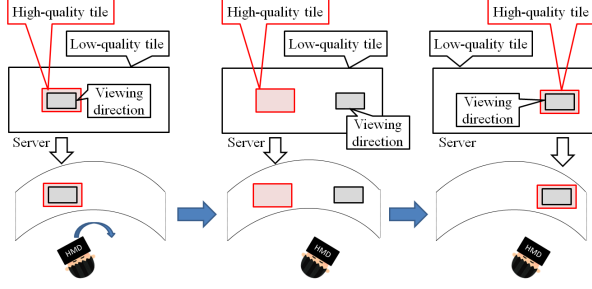 High-quality tile
Low-quality tile
Viewing
direction
Server
HMD
High-quality tile
Low-quality tile
Viewing
direction
Server
HMD
High-quality tile
Low-quality tile
Viewing
direction
Server
HMD